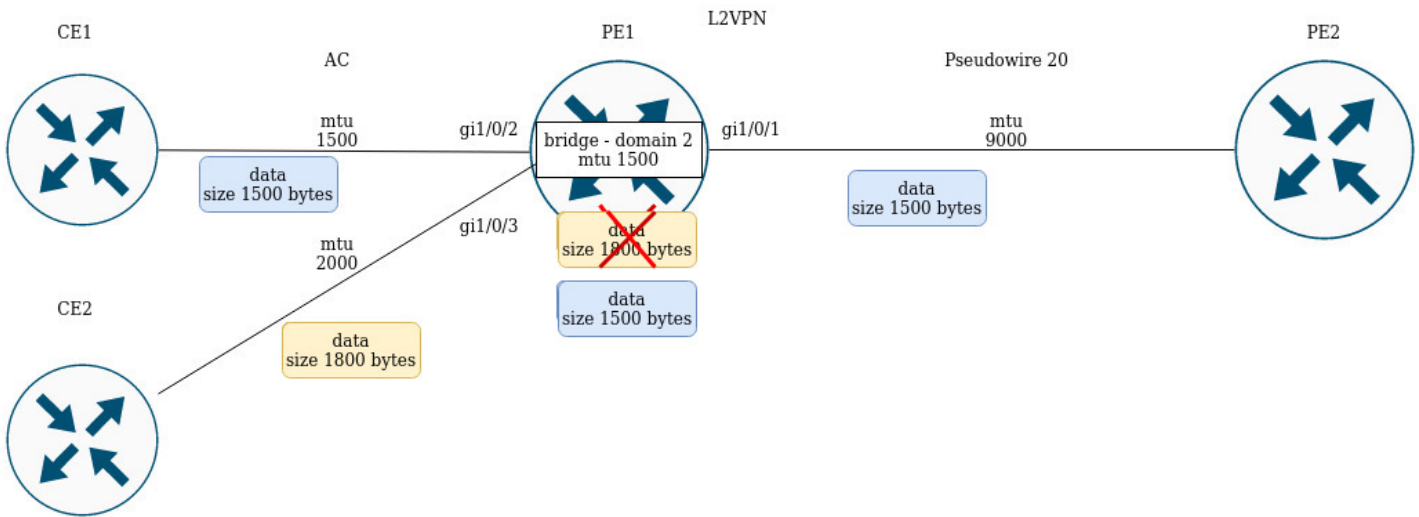 L2VPN
CE1
PE1
PE2
AC
Pseudowire 20
mtu
1500
gi1/0/2
bridge - domain 2
mtu 1500
gi1/0/1
mtu
9000
data
size 1500 bytes
data
size 1500 bytes
gi1/0/3
data
size 1800 bytes
mtu
2000
data
size 1500 bytes
CE2
data
size 1800 bytes